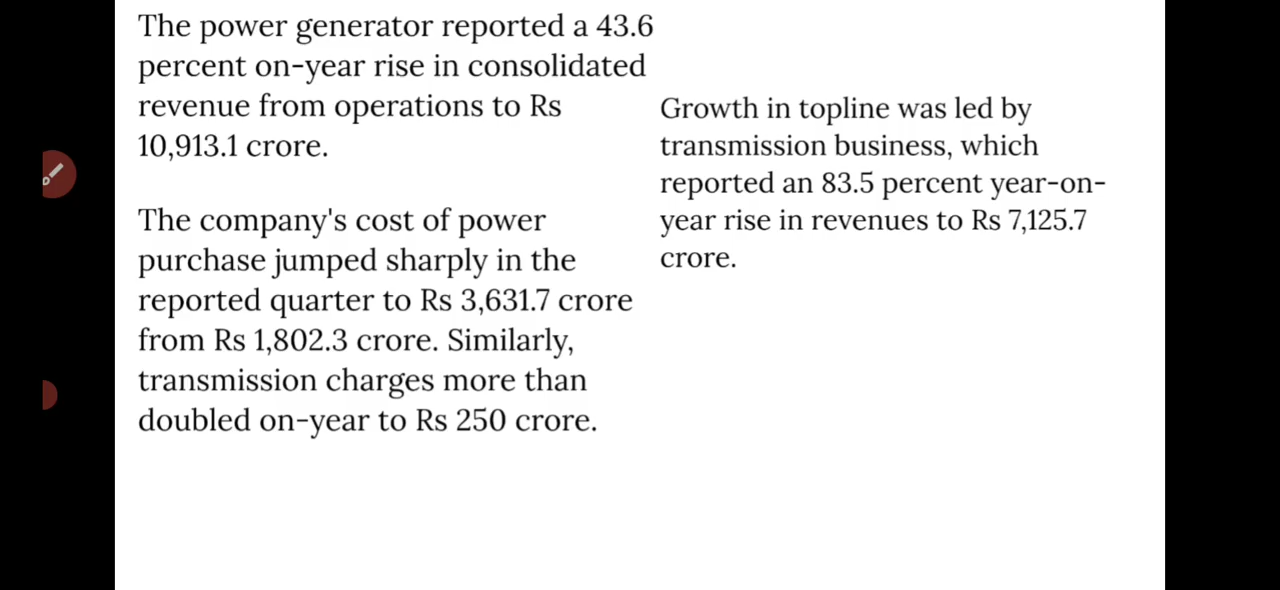 The power generator reported a 43.6
percent on-year rise in consolidated
revenue from operations to Rs
10,913.1 crore.
The company's cost of power
purchase jumped sharply in the
reported quarter to Rs 3,631.7 crore
from Rs 1,802.3 crore. Similarly,
transmission charges more than
doubled on-year to Rs 250 crore.
Growth in topline was led by
transmission business, which
reported an 83.5 percent year-on-
year rise in revenues to Rs 7,125.7
crore.